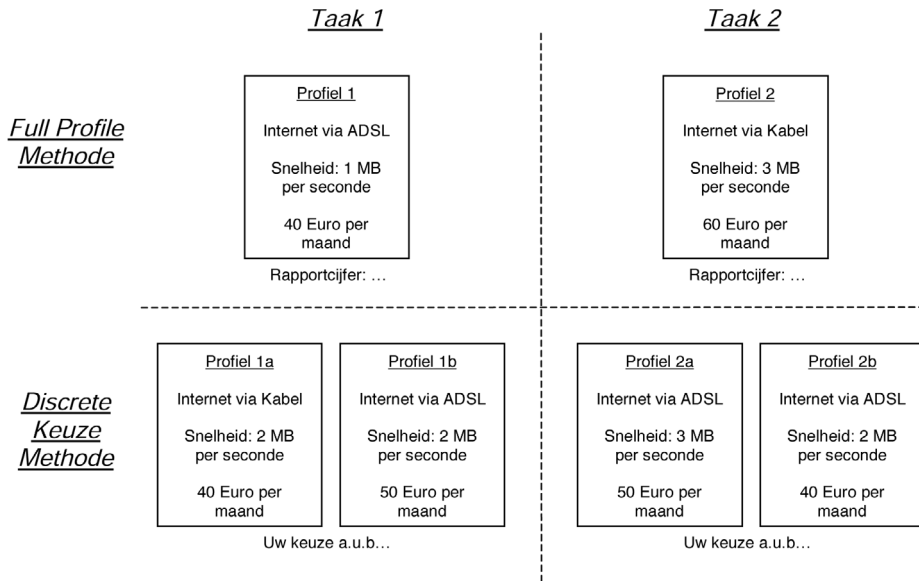 Taak 1
Taak 2
Full Profile
Methode
Profiel 1
Internet via ADSL
Snelheid: 1 MB
per seconde
40 Euro per
maand
Rapportcijfer: …
Profiel 2
Internet via Kabel
Snelheid: 3 MB
per seconde
60 Euro per
maand
Rapportcijfer: …
Discrete
Keuze
Methode
Profiel 1a
Internet via Kabel
Snelheid: 2 MB
per seconde
40 Euro per
maand
Profiel 1b
Internet via ADSL
Snelheid: 2 MB
per seconde
50 Euro per
maand
Uw keuze a.u.b…
Profiel 2a
Internet via ADSL
Snelheid: 3 MB
per seconde
50 Euro per
maand
Profiel 2b
Internet via ADSL
Snelheid: 2 MB
per seconde
40 Euro per
maand
Uw keuze a.u.b…